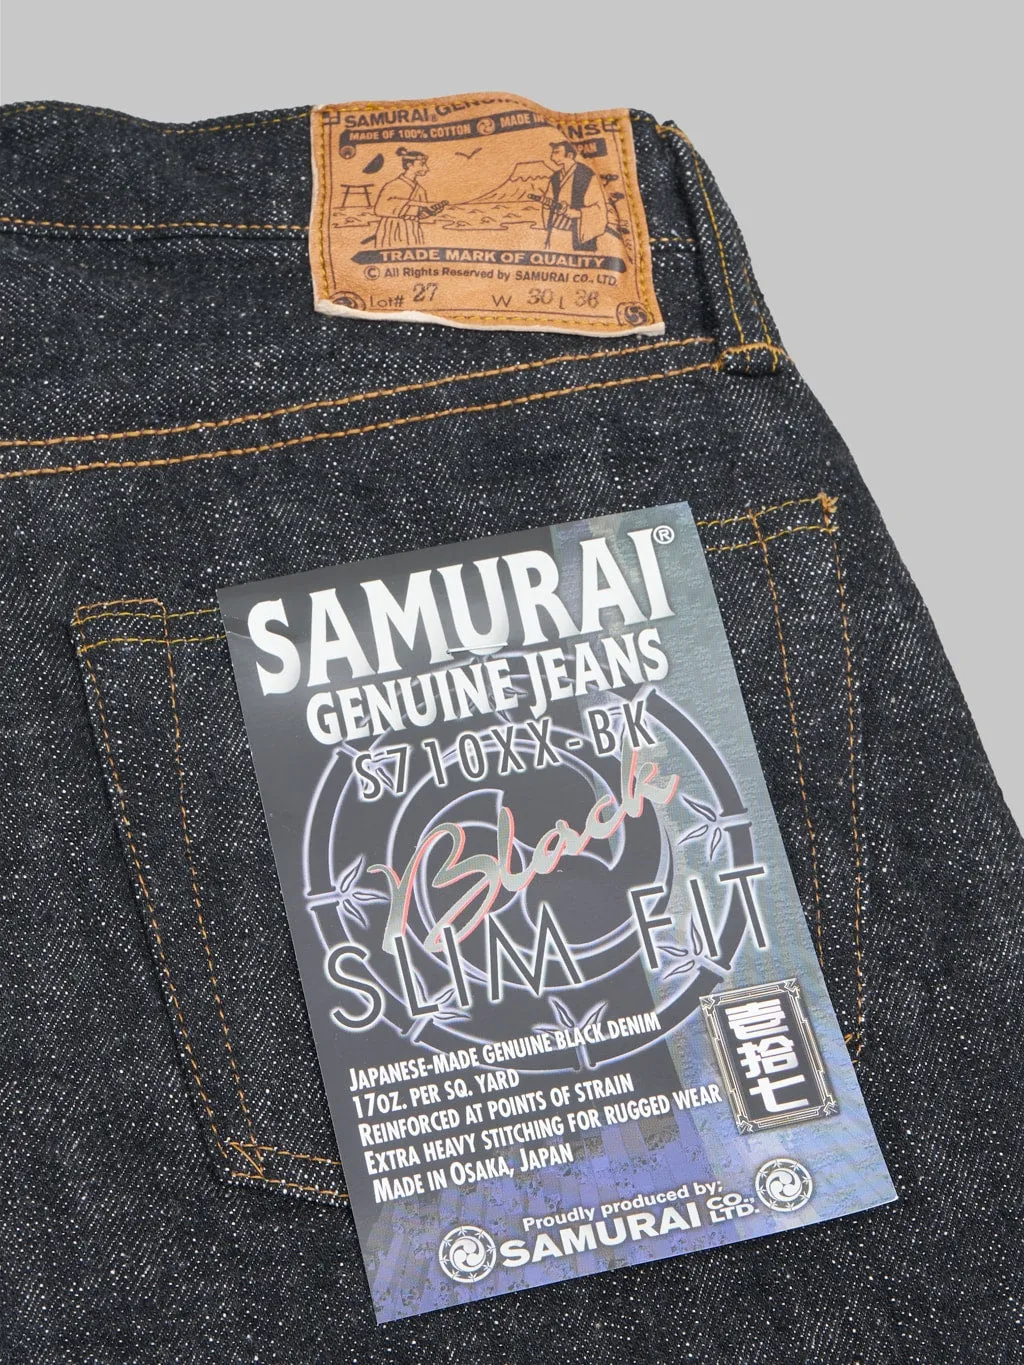 SAMURAI GENUINE JEANS
MADE OF 100% COTTON MADE IN JAPAN
TRADE MARK OF QUALITY
© All Rights Reserved by SAMURAI CO., LTD.
Lot# 27 W 30 L 36
SAMURAI®
GENUINE JEANS
S710XX-BK
Black
SLIM FIT
JAPANESE-MADE GENUINE BLACK DENIM
17OZ. PER SQ. YARD
REINFORCED AT POINTS OF STRAIN
EXTRA HEAVY STITCHING FOR RUGGED WEAR
MADE IN OSAKA, JAPAN
壱拾七
Proudly produced by;
SAMURAI CO., LTD.